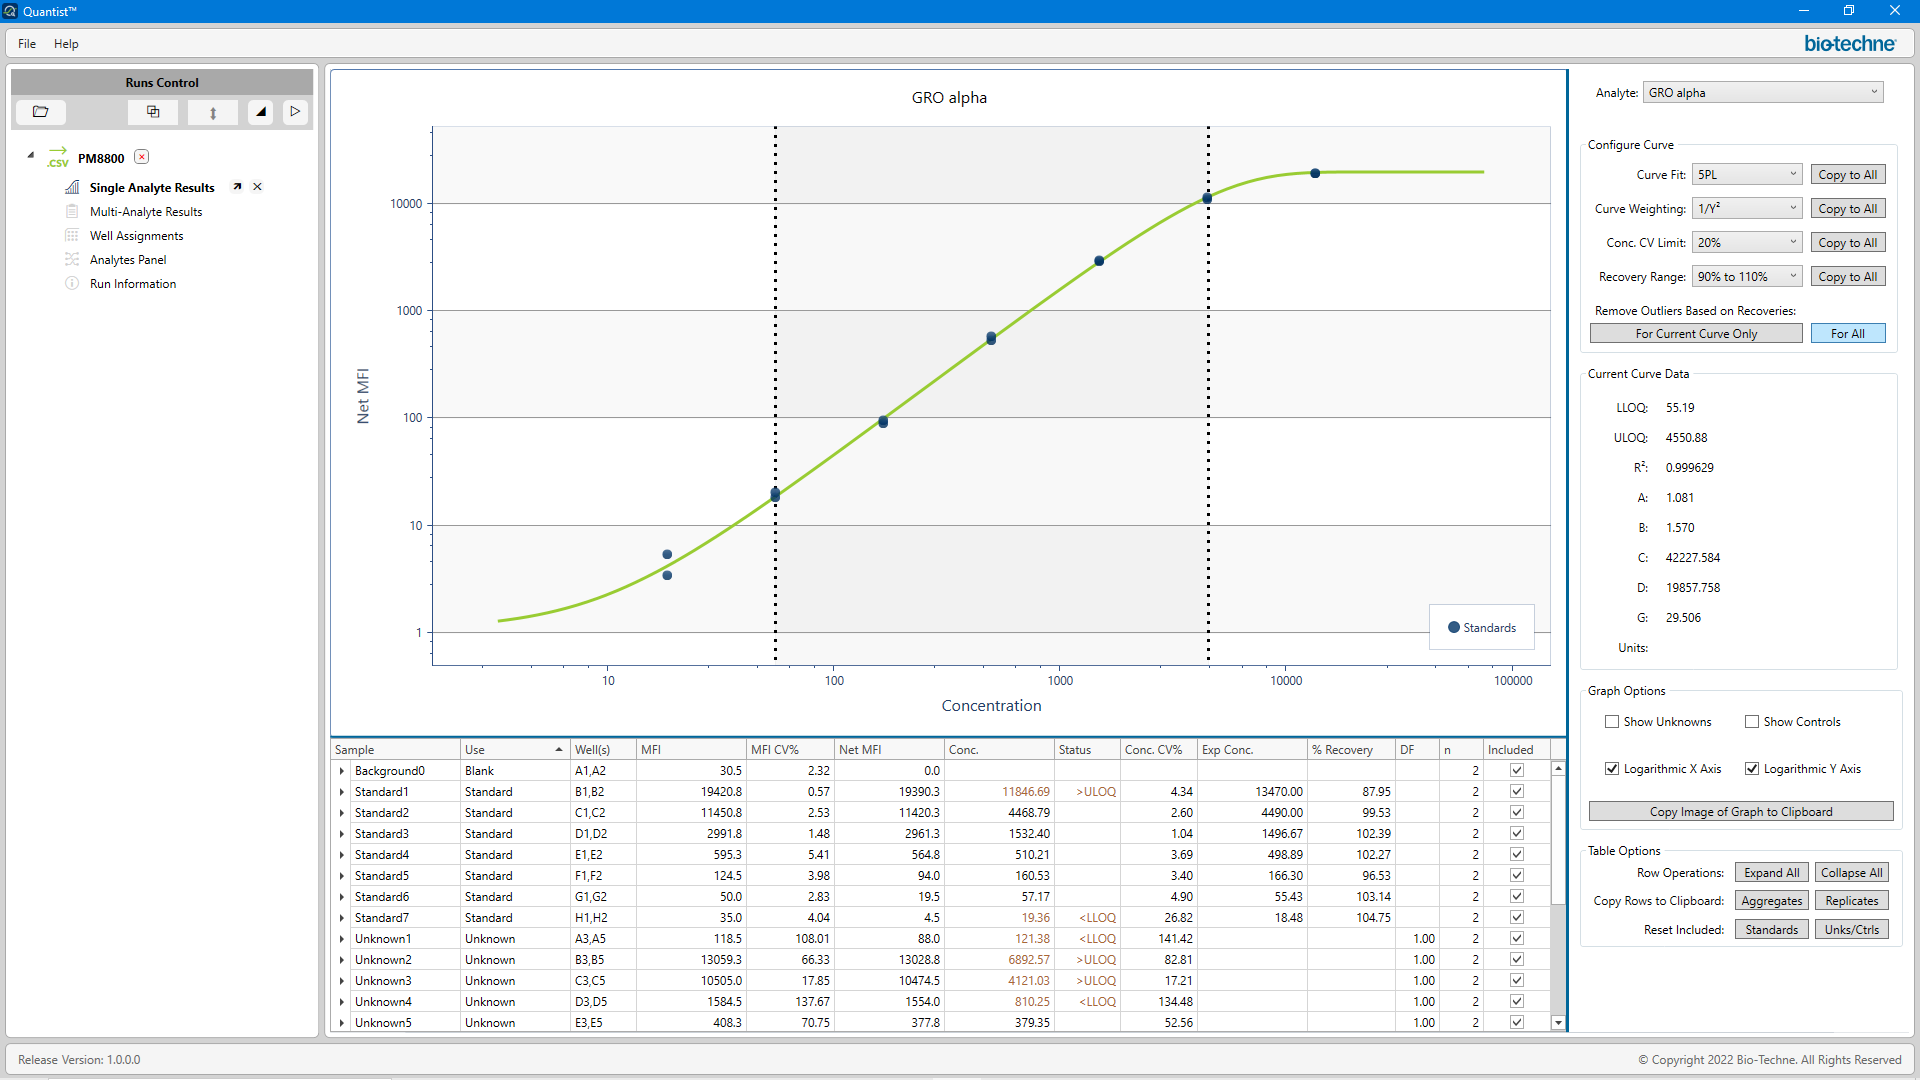 Quantist™
File Help
bio-techne
Runs Control
.CSV PM8800
Single Analyte Results
Multi-Analyte Results
Well Assignments
Analytes Panel
Run Information
GRO alpha
Net MFI
10000
1000
100
10
1
Standards
10 100 1000 10000 100000
Concentration
Sample Use Well(s) MFI MFI CV% Net MFI Conc. Status Conc. CV% Exp Conc. % Recovery DF n Included
Background0 Blank A1,A2 30.5 2.32 0.0 2
Standard1 Standard B1,B2 19420.8 0.57 19390.3 11846.69 >ULOQ 4.34 13470.00 87.95 2
Standard2 Standard C1,C2 11450.8 2.53 11420.3 4468.79 2.60 4490.00 99.53 2
Standard3 Standard D1,D2 2991.8 1.48 2961.3 1532.40 1.04 1496.67 102.39 2
Standard4 Standard E1,E2 595.3 5.41 564.8 510.21 3.69 498.89 102.27 2
Standard5 Standard F1,F2 124.5 3.98 94.0 160.53 3.40 166.30 96.53 2
Standard6 Standard G1,G2 50.0 2.83 19.5 57.17 4.90 55.43 103.14 2
Standard7 Standard H1,H2 35.0 4.04 4.5 19.36 <LLOQ 26.82 18.48 104.75 2
Unknown1 Unknown A3,A5 118.5 108.01 88.0 121.38 <LLOQ 141.42 1.00 2
Unknown2 Unknown B3,B5 13059.3 66.33 13028.8 6892.57 >ULOQ 82.81 1.00 2
Unknown3 Unknown C3,C5 10505.0 17.85 10474.5 4121.03 >ULOQ 17.21 1.00 2
Unknown4 Unknown D3,D5 1584.5 137.67 1554.0 810.25 <LLOQ 134.48 1.00 2
Unknown5 Unknown E3,E5 408.3 70.75 377.8 379.35 52.56 1.00 2
Analyte: GRO alpha
Configure Curve
Curve Fit: 5PL Copy to All
Curve Weighting: 1/Y² Copy to All
Conc. CV Limit: 20% Copy to All
Recovery Range: 90% to 110% Copy to All
Remove Outliers Based on Recoveries:
For Current Curve Only For All
Current Curve Data
LLOQ: 55.19
ULOQ: 4550.88
R²: 0.999629
A: 1.081
B: 1.570
C: 42227.584
D: 19857.758
G: 29.506
Units:
Graph Options
Show Unknowns Show Controls
Logarithmic X Axis Logarithmic Y Axis
Copy Image of Graph to Clipboard
Table Options
Row Operations: Expand All Collapse All
Copy Rows to Clipboard: Aggregates Replicates
Reset Included: Standards Unks/Ctrls
Release Version: 1.0.0.0
© Copyright 2022 Bio-Techne. All Rights Reserved